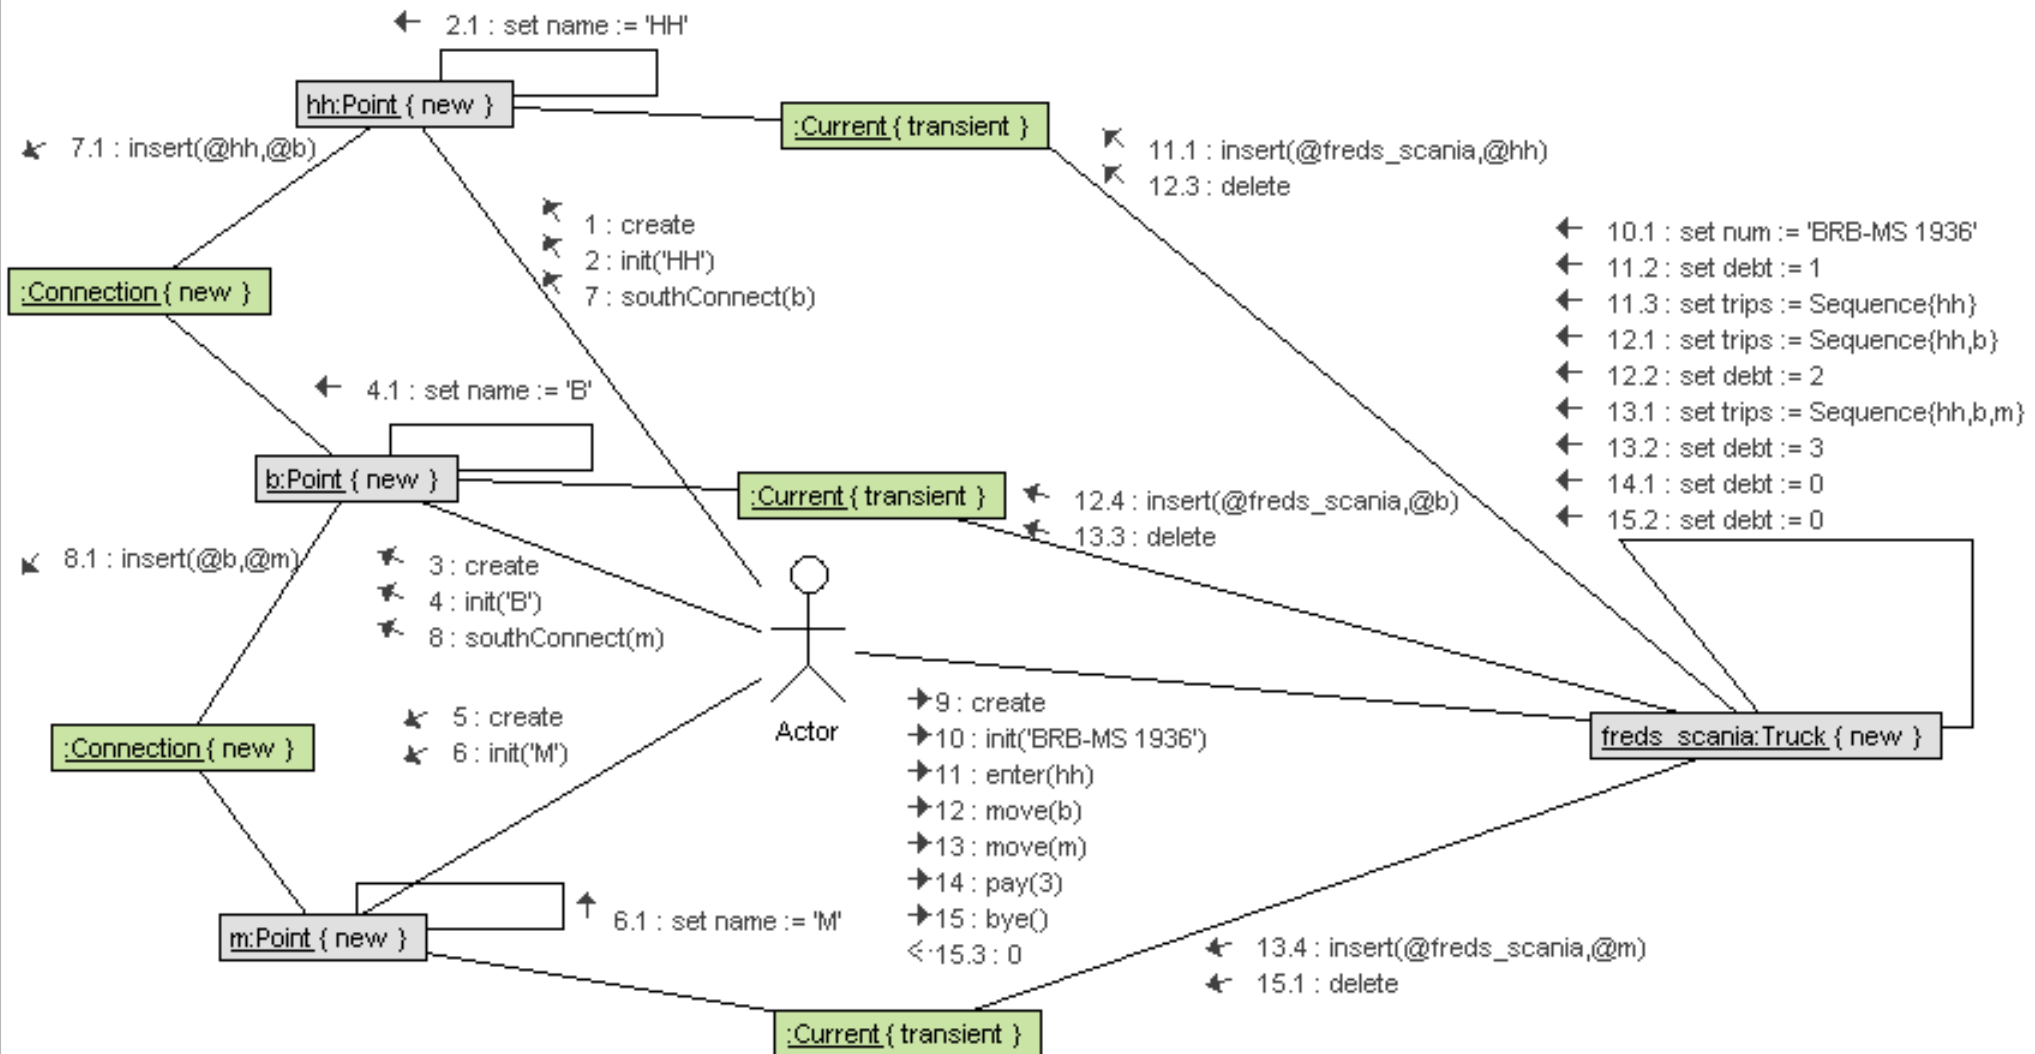 2.1 : set name := 'HH'
hh:Point { new }
:Current { transient }
7.1 : insert(@hh,@b)
11.1 : insert(@freds_scania,@hh)
12.3 : delete
1 : create
2 : init('HH')
7 : southConnect(b)
10.1 : set num := 'BRB-MS 1936'
11.2 : set debt := 1
11.3 : set trips := Sequence{hh}
12.1 : set trips := Sequence{hh,b}
12.2 : set debt := 2
13.1 : set trips := Sequence{hh,b,m}
13.2 : set debt := 3
14.1 : set debt := 0
15.2 : set debt := 0
:Connection { new }
4.1 : set name := 'B'
b:Point { new }
:Current { transient }
12.4 : insert(@freds_scania,@b)
13.3 : delete
8.1 : insert(@b,@m)
3 : create
4 : init('B')
8 : southConnect(m)
Actor
5 : create
6 : init('M')
:Connection { new }
9 : create
10 : init('BRB-MS 1936')
11 : enter(hh)
12 : move(b)
13 : move(m)
14 : pay(3)
15 : bye()
15.3 : 0
freds_scania:Truck { new }
6.1 : set name := 'M'
m:Point { new }
13.4 : insert(@freds_scania,@m)
15.1 : delete
:Current { transient }